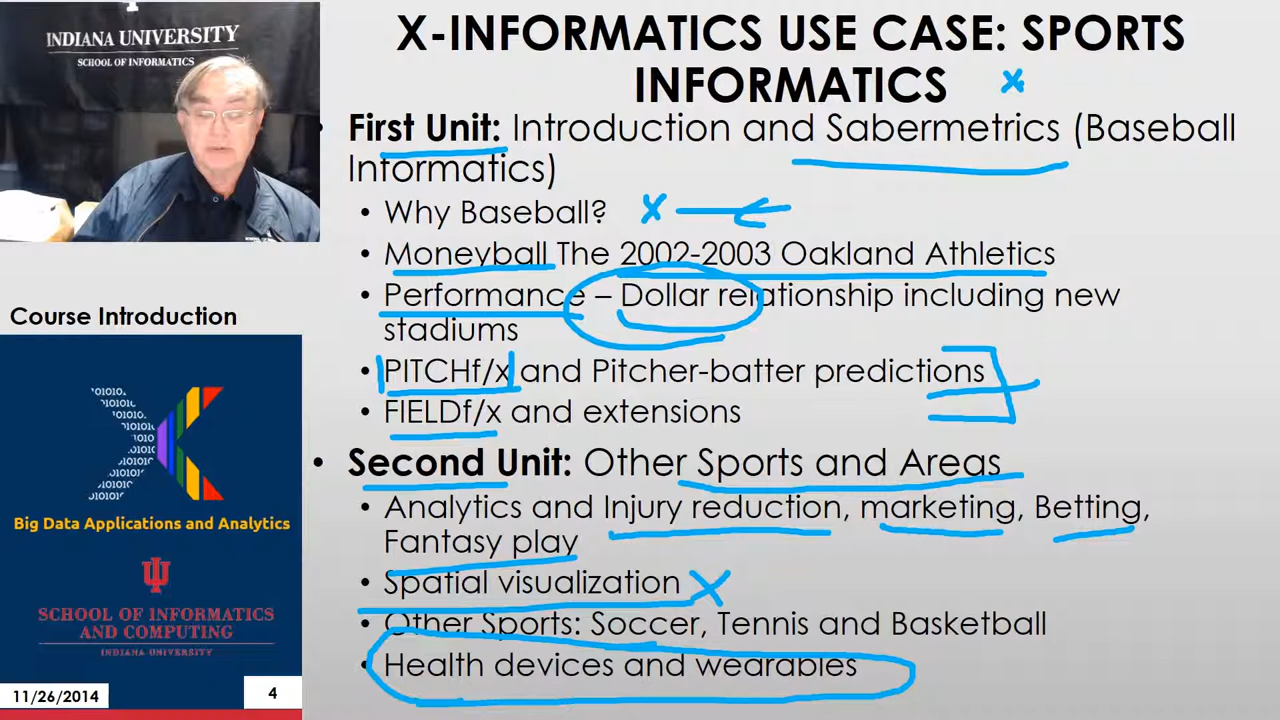 INDIANA UNIVERSITY
SCHOOL OF INFORMATICS
X-INFORMATICS USE CASE: SPORTS
INFORMATICS
• First Unit: Introduction and Sabermetrics (Baseball
Informatics)
• Why Baseball?
• Moneyball The 2002-2003 Oakland Athletics
• Performance – Dollar relationship including new
stadiums
• PITCHf/x and Pitcher-batter predictions
• FIELDf/x and extensions
• Second Unit: Other Sports and Areas
• Analytics and Injury reduction, marketing, Betting,
Fantasy play
• Spatial visualization
• Other Sports: Soccer, Tennis and Basketball
• Health devices and wearables
Course Introduction
Big Data Applications and Analytics
SCHOOL OF INFORMATICS
AND COMPUTING
INDIANA UNIVERSITY
11/26/2014
4